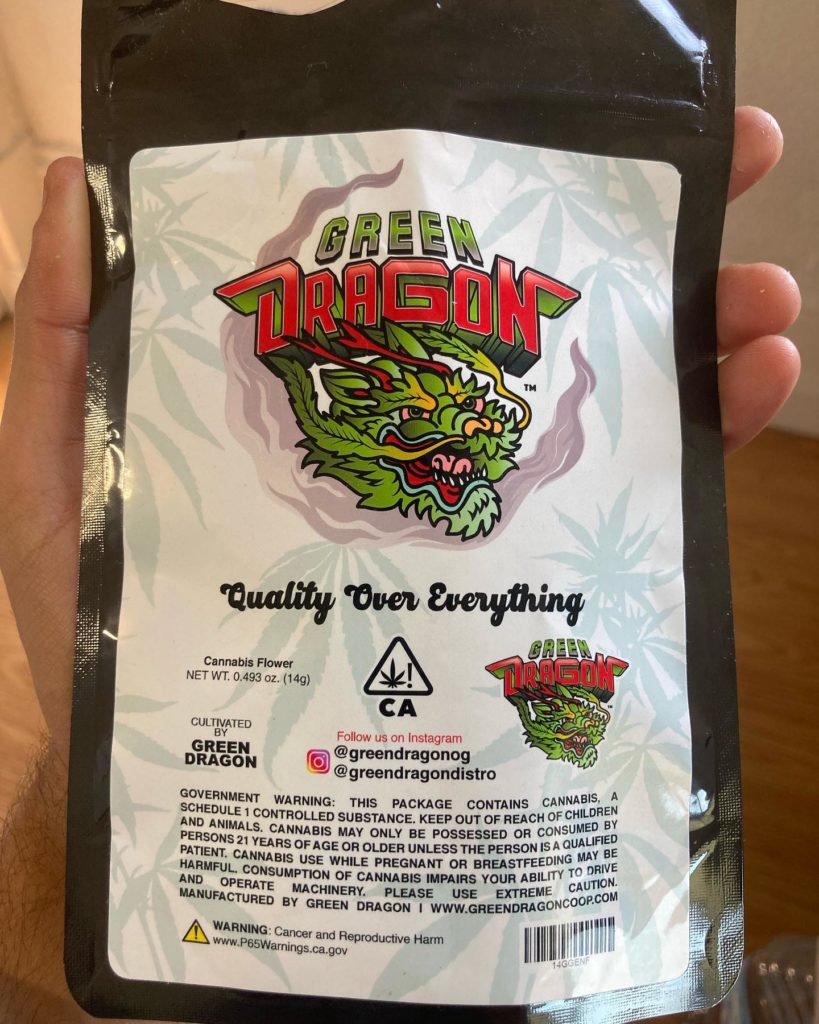 GREEN
DRAGON
™
Quality Over Everything
Cannabis Flower
NET WT. 0.493 oz. (14g)
CA
GREEN
DRAGON
CULTIVATED
BY
GREEN
DRAGON
Follow us on Instagram
@greendragonog
@greendragondistro
GOVERNMENT WARNING: THIS PACKAGE CONTAINS CANNABIS, A
SCHEDULE 1 CONTROLLED SUBSTANCE. KEEP OUT OF REACH OF CHILDREN
AND ANIMALS. CANNABIS MAY ONLY BE POSSESSED OR CONSUMED BY
PERSONS 21 YEARS OF AGE OR OLDER UNLESS THE PERSON IS A QUALIFIED
PATIENT. CANNABIS USE WHILE PREGNANT OR BREASTFEEDING MAY BE
HARMFUL. CONSUMPTION OF CANNABIS IMPAIRS YOUR ABILITY TO DRIVE
AND OPERATE MACHINERY. PLEASE USE EXTREME CAUTION.
MANUFACTURED BY GREEN DRAGON | WWW.GREENDRAGONCOOP.COM
WARNING: Cancer and Reproductive Harm
www.P65Warnings.ca.gov
14GGENF